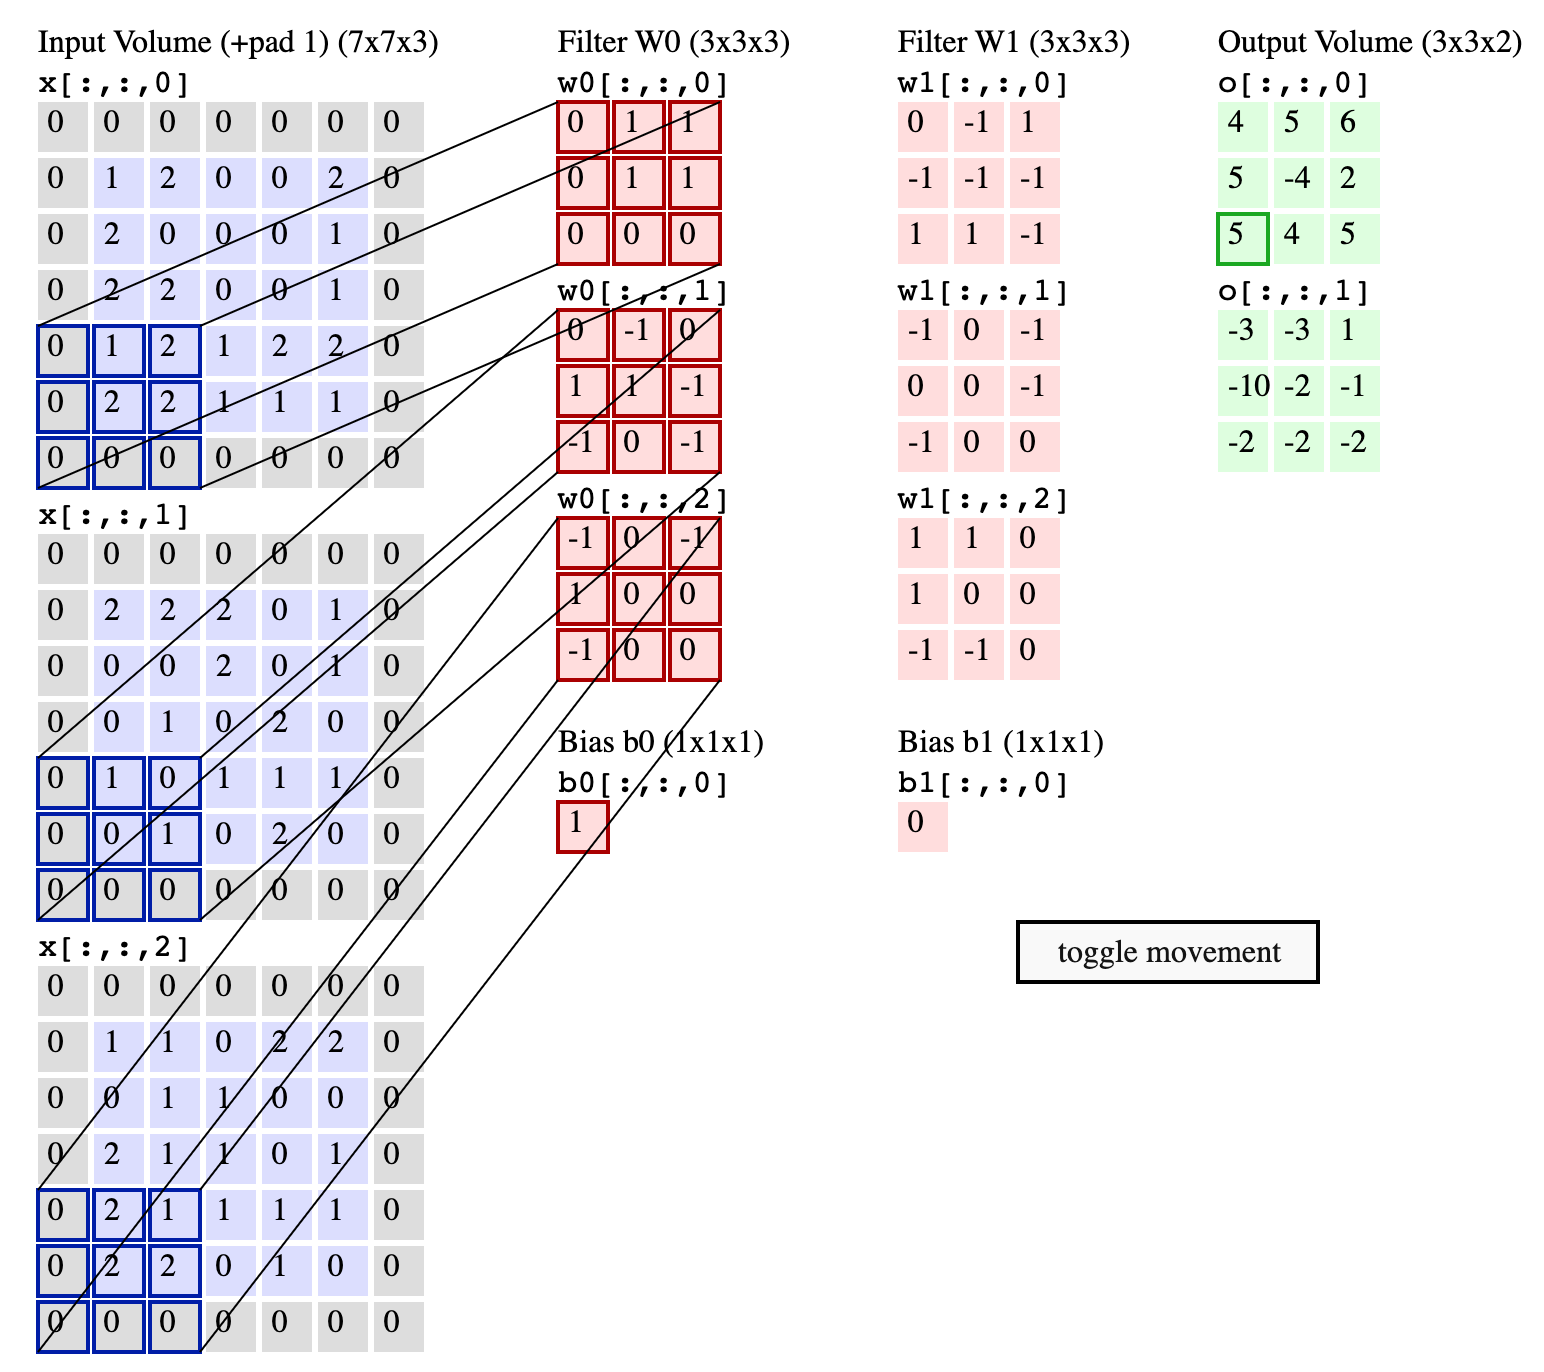 Input Volume (+pad 1) (7x7x3)
x[:,:,0]
0 0 0 0 0 0 0
0 1 2 0 0 2 0
0 2 0 0 0 1 0
0 2 2 0 0 1 0
0 1 2 1 2 2 0
0 2 2 1 1 1 0
0 0 0 0 0 0 0
x[:,:,1]
0 0 0 0 0 0 0
0 2 2 2 0 1 0
0 0 0 2 0 1 0
0 0 1 0 2 0 0
0 1 0 1 1 1 0
0 0 1 0 2 0 0
0 0 0 0 0 0 0
x[:,:,2]
0 0 0 0 0 0 0
0 1 1 0 2 2 0
0 0 1 1 0 0 0
0 2 1 1 0 1 0
0 2 1 1 1 1 0
0 2 2 0 1 0 0
0 0 0 0 0 0 0
Filter W0 (3x3x3)
w0[:,:,0]
0 1 1
0 1 1
0 0 0
w0[:,:,1]
0 -1 0
1 1 -1
-1 0 -1
w0[:,:,2]
-1 0 -1
1 0 0
-1 0 0
Bias b0 (1x1x1)
b0[:,:,0]
1
Filter W1 (3x3x3)
w1[:,:,0]
0 -1 1
-1 -1 -1
1 1 -1
w1[:,:,1]
-1 0 -1
0 0 -1
-1 0 0
w1[:,:,2]
1 1 0
1 0 0
-1 -1 0
Bias b1 (1x1x1)
b1[:,:,0]
0
Output Volume (3x3x2)
o[:,:,0]
4 5 6
5 -4 2
5 4 5
o[:,:,1]
-3 -3 1
-10 -2 -1
-2 -2 -2
toggle movement